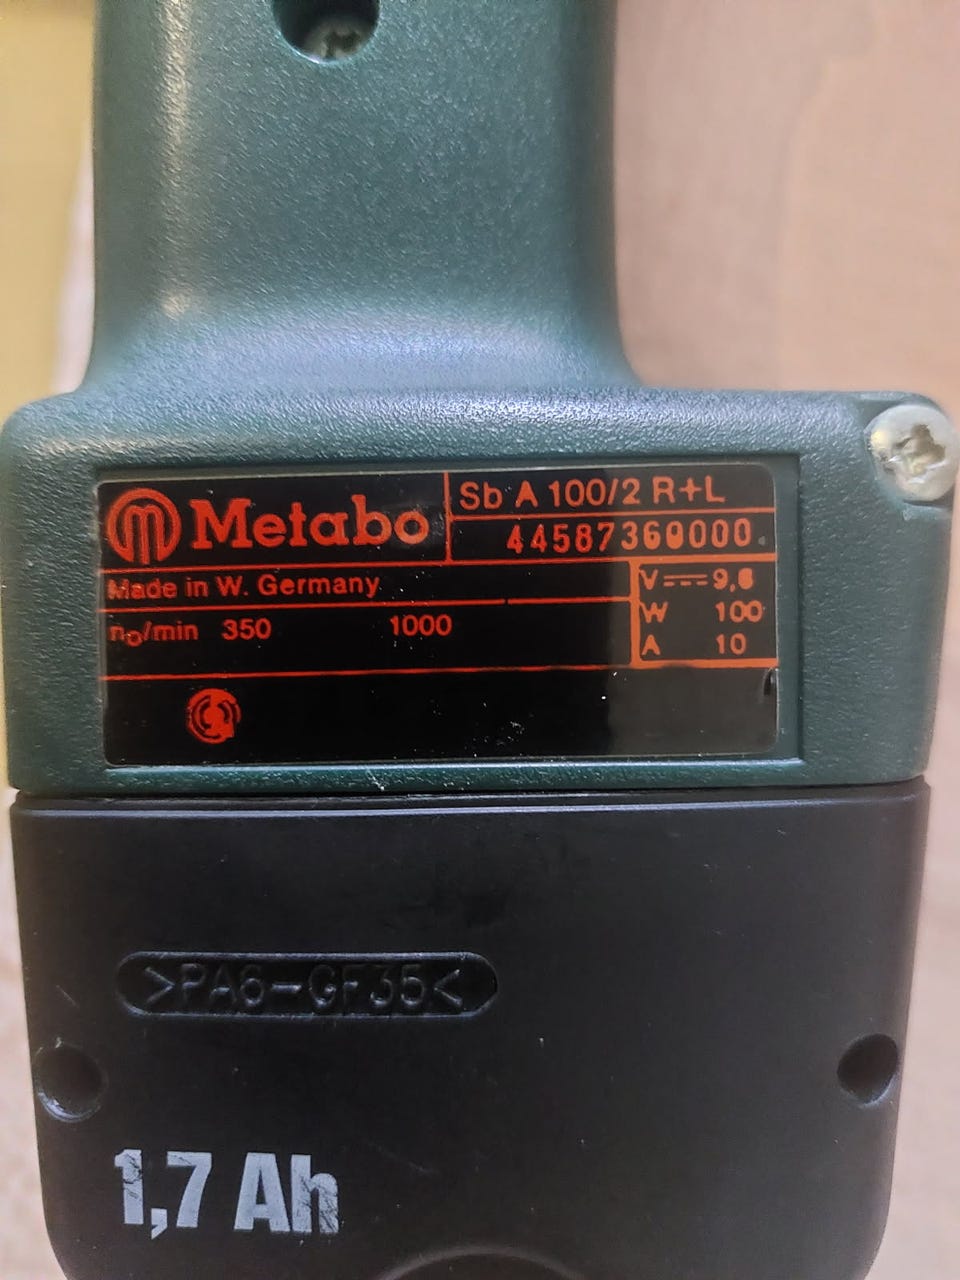 Metabo
Sb A 100/2 R+L
44587360000
Made in W. Germany
V 9,6
n₀/min 350 1000
W 100
A 10
>PA6-GF35<
1,7 Ah